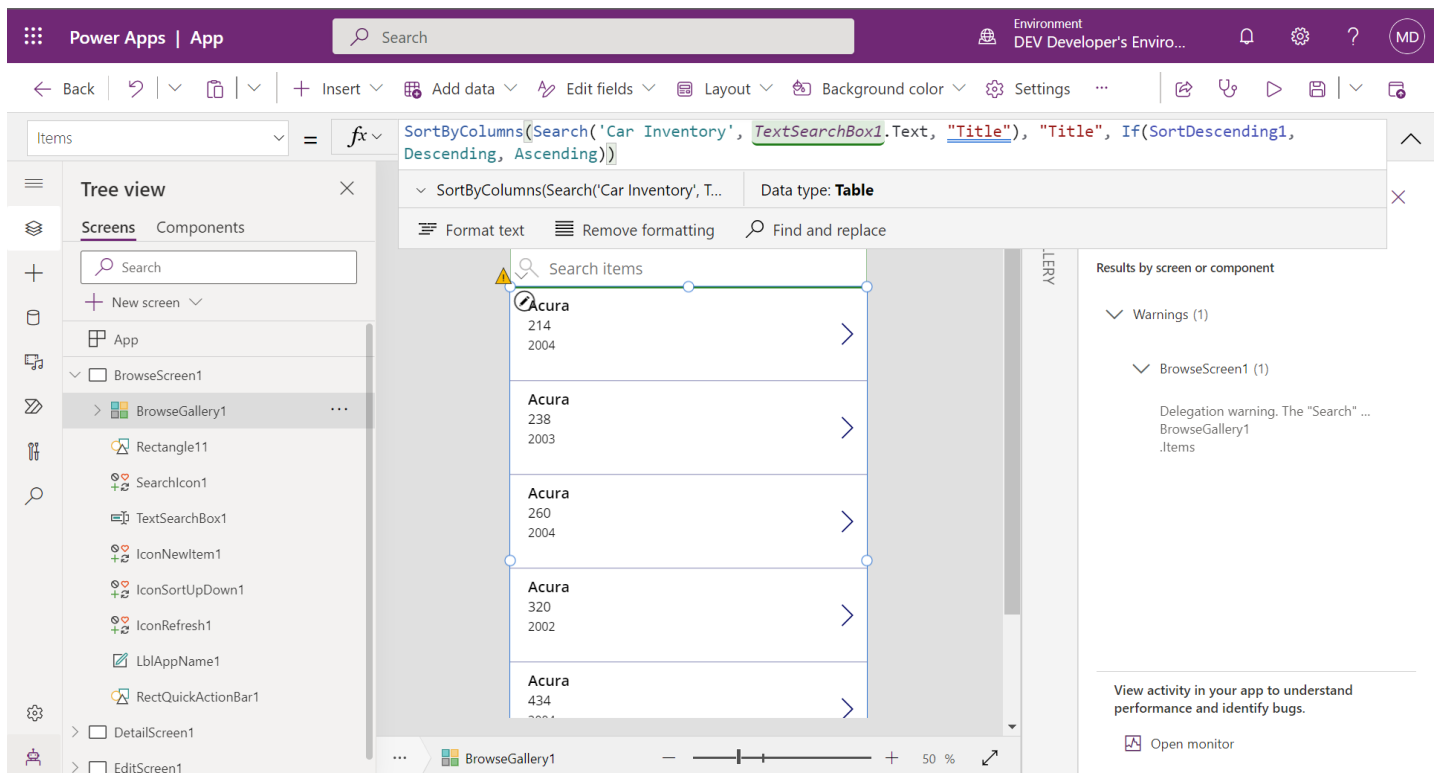 Power Apps | App
Search
Environment
DEV Developer's Enviro...
MD
Back
Insert
Add data
Edit fields
Layout
Background color
Settings
...
Items
=
fx
SortByColumns(Search('Car Inventory', TextSearchBox1.Text, "Title"), "Title", If(SortDescending1,
Descending, Ascending))
SortByColumns(Search('Car Inventory', T...
Data type: Table
Format text
Remove formatting
Find and replace
Tree view
Screens
Components
Search
New screen
App
BrowseScreen1
BrowseGallery1
...
Rectangle11
SearchIcon1
TextSearchBox1
IconNewItem1
IconSortUpDown1
IconRefresh1
LblAppName1
RectQuickActionBar1
DetailScreen1
EditScreen1
Search items
Acura
214
2004
Acura
238
2003
Acura
260
2004
Acura
320
2002
Acura
434
...
BrowseGallery1
50 %
LLERY
Results by screen or component
Warnings (1)
BrowseScreen1 (1)
Delegation warning. The "Search" ...
BrowseGallery1
.Items
View activity in your app to understand
performance and identify bugs.
Open monitor